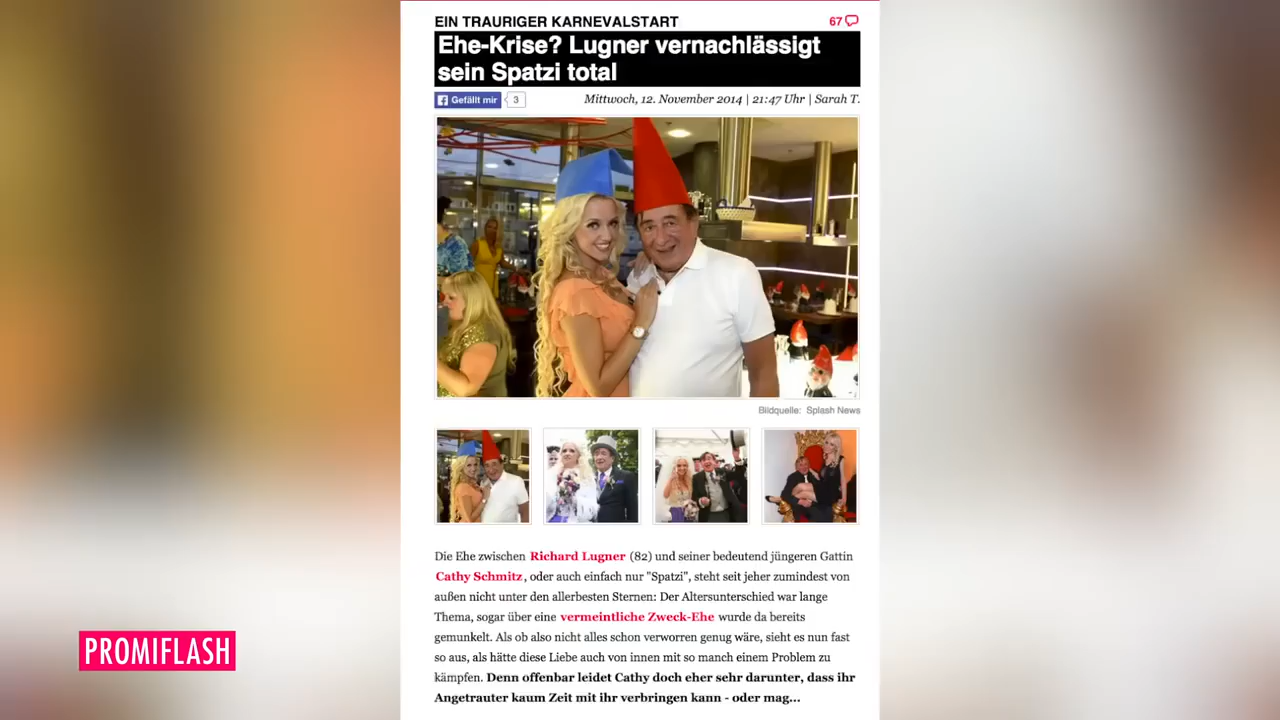 EIN TRAURIGER KARNEVALSTART
67
Ehe-Krise? Lugner vernachlässigt
sein Spatzi total
Gefällt mir
3
Mittwoch, 12. November 2014 | 21:47 Uhr | Sarah T.
Bildquelle: Splash News
Die Ehe zwischen Richard Lugner (82) und seiner bedeutend jüngeren Gattin
Cathy Schmitz, oder auch einfach nur "Spatzi", steht seit jeher zumindest von
außen nicht unter den allerbesten Sternen: Der Altersunterschied war lange
Thema, sogar über eine vermeintliche Zweck-Ehe wurde da bereits
gemunkelt. Als ob also nicht alles schon verworren genug wäre, sieht es nun fast
so aus, als hätte diese Liebe auch von innen mit so manch einem Problem zu
kämpfen. Denn offenbar leidet Cathy doch eher sehr darunter, dass ihr
Angetrauter kaum Zeit mit ihr verbringen kann - oder mag...
PROMIFLASH